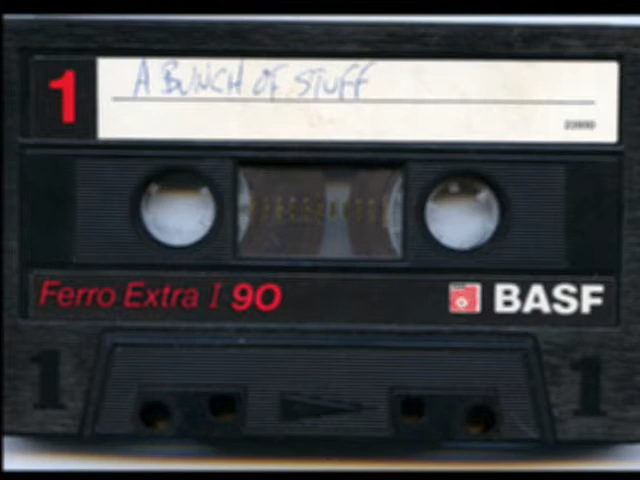 1
A BUNCH OF STUFF
Ferro Extra I 90
BASF
1 1